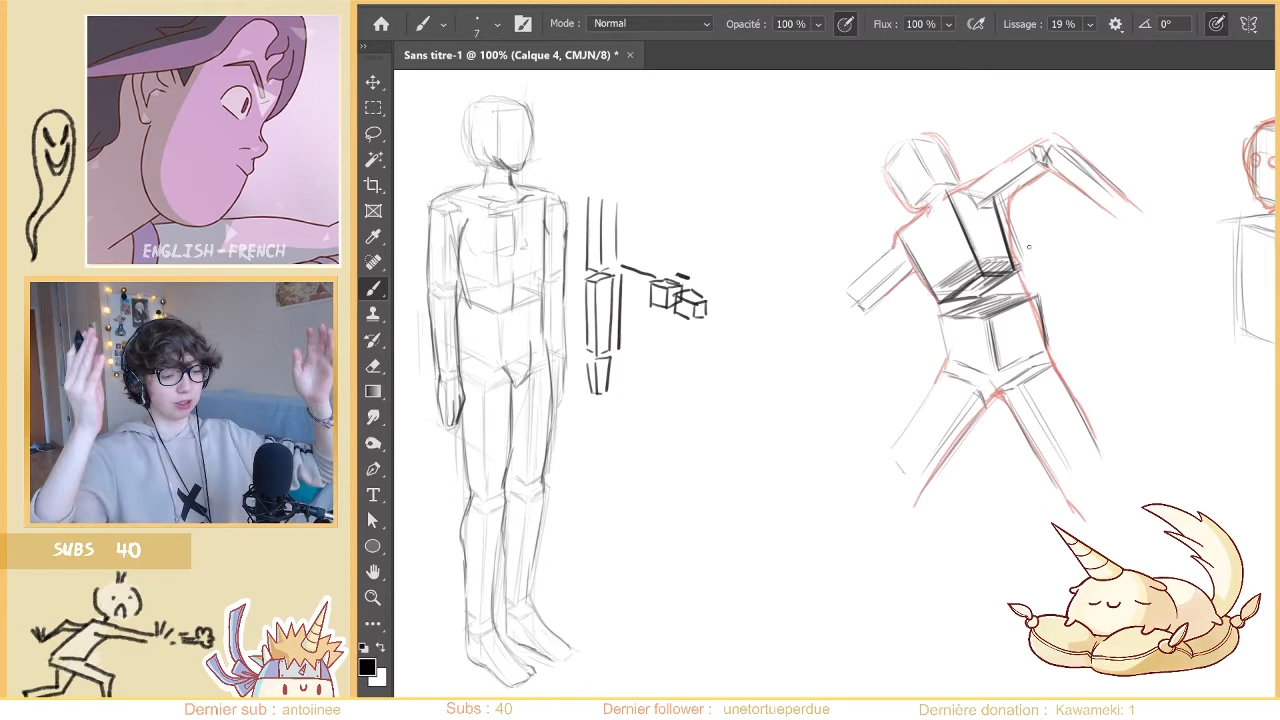 Mode : Normal Opacité : 100 % Flux : 100 % Lissage : 19 % 0°
7
Sans titre-1 @ 100% (Calque 4, CMJN/8) * ×
ENGLISH-FRENCH
SUBS 40
Dernier sub : antoiinee Subs : 40 Dernier follower : unetortueperdue Dernière donation : Kawameki: 1